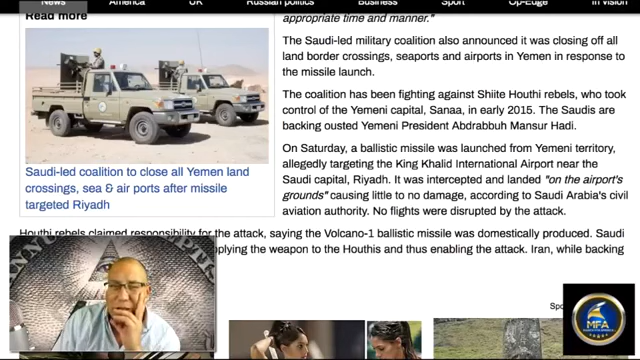 News America UK Russian politics Business Sport Op-Edge In vision
Read more
appropriate time and manner."
The Saudi-led military coalition also announced it was closing off all
land border crossings, seaports and airports in Yemen in response to
the missile launch.
The coalition has been fighting against Shiite Houthi rebels, who took
control of the Yemeni capital, Sanaa, in early 2015. The Saudis are
backing ousted Yemeni President Abdrabbuh Mansur Hadi.
On Saturday, a ballistic missile was launched from Yemeni territory,
allegedly targeting the King Khalid International Airport near the
Saudi capital, Riyadh. It was intercepted and landed "on the airport's
grounds" causing little to no damage, according to Saudi Arabia's civil
aviation authority. No flights were disrupted by the attack.
Saudi-led coalition to close all Yemen land
crossings, sea & air ports after missile
targeted Riyadh
Houthi rebels claimed responsibility for the attack, saying the Volcano-1 ballistic missile was domestically produced. Saudi
pplying the weapon to the Houthis and thus enabling the attack. Iran, while backing
MFA